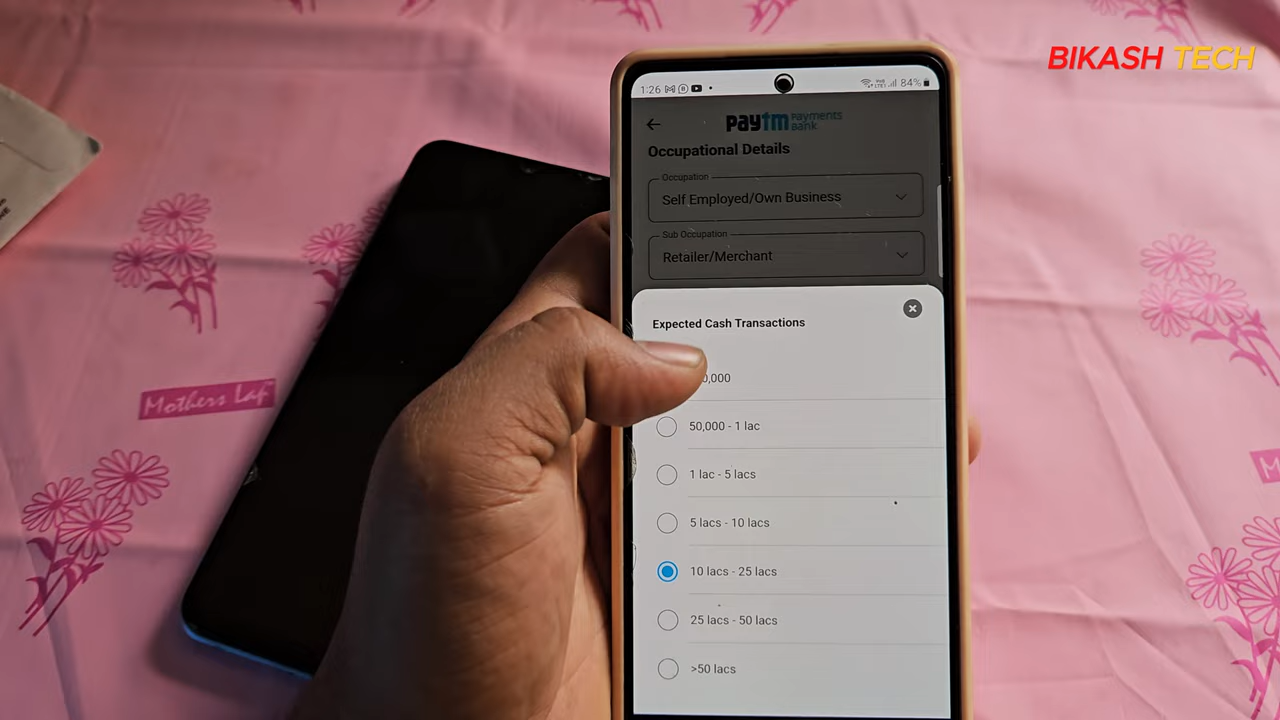 BIKASH TECH
1:26
84%
paytm Payments Bank
Occupational Details
Occupation
Self Employed/Own Business
Sub Occupation
Retailer/Merchant
Expected Cash Transactions
0,000
50,000 - 1 lac
1 lac - 5 lacs
5 lacs - 10 lacs
10 lacs - 25 lacs
25 lacs - 50 lacs
>50 lacs
Mothers Lap